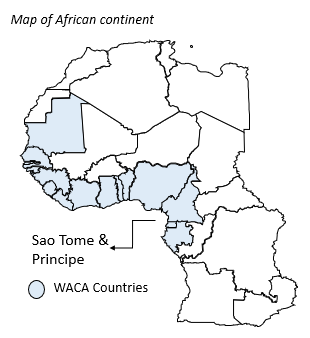 Map of African continent
Sao Tome &
Principe
WACA Countries